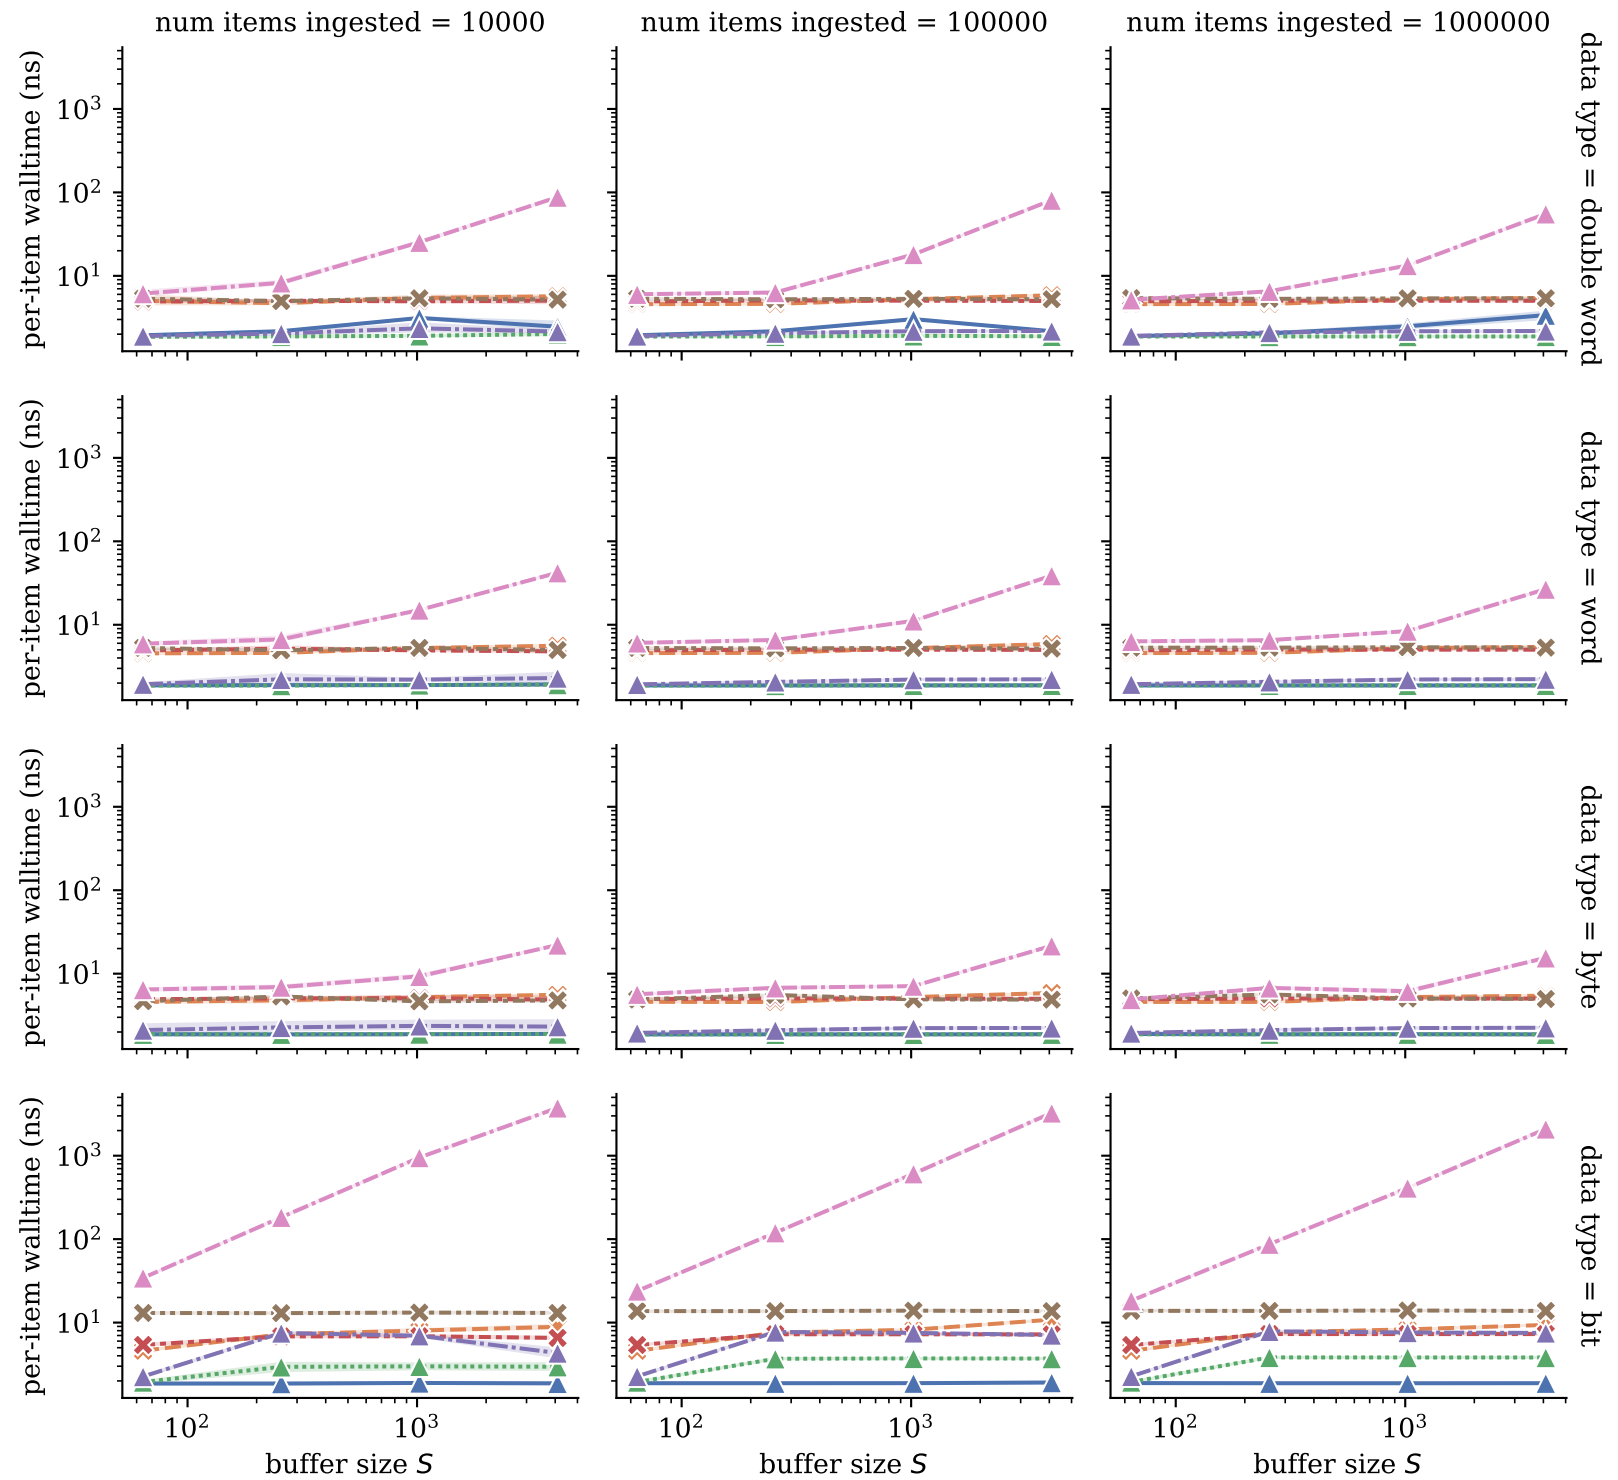 num items ingested = 10000
num items ingested = 100000
num items ingested = 1000000
per-item walltime (ns)
10³
10²
10¹
data type = double word
per-item walltime (ns)
10³
10²
10¹
data type = word
per-item walltime (ns)
10³
10²
10¹
data type = byte
per-item walltime (ns)
10³
10²
10¹
data type = bit
10² 10³
10² 10³
10² 10³
buffer size S
buffer size S
buffer size S